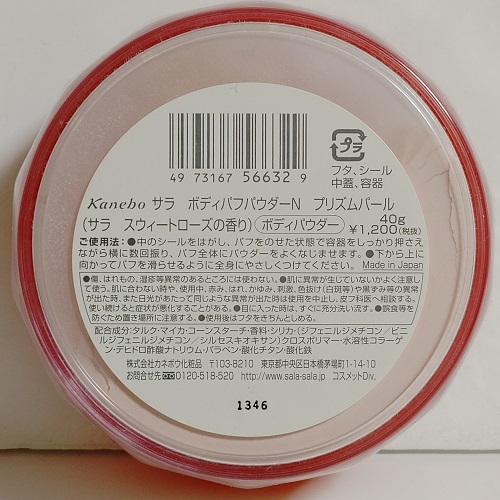 4973167566329
プラ
フタ、シール
中蓋、容器
Kanebo サラ ボディパフパウダーN プリズムパール
40g
(サラ スウィートローズの香り) ボディパウダー ¥1,200(税抜)
ご使用法：●中のシールをはがし、パフをのせた状態で容器をしっかり押さえ
ながら横に数回振り、パフ全体にパウダーをよくなじませます。●下から上に
向かってパフを滑らせるように全身にやさしくつけてください。 Made in Japan
●傷、はれもの、湿疹等異常のあるところには使わない。●肌に異常が生じていないかよく注意
して使う。肌に合わない時や、使用中、赤み、はれ、かゆみ、刺激、色抜け(白斑等)や黒ずみ等の異常
が出た時、また日光があたって同じような異常が出た時は使用を中止し、皮フ科医へ相談する。
使い続けると症状が悪化することがある。●目に入った時は、すぐに充分洗い流す。●誤食等を
防ぐため置き場所に注意する。●使用後はフタをきちんとしめる。
配合成分･タルク･マイカ･コーンスターチ･香料･シリカ･(ジフェニルジメチコン／ビニ
ルジフェニルジメチコン／シルセスキオキサン)クロスポリマー･水溶性コラーゲ
ン･デヒドロ酢酸ナトリウム･パラベン･酸化チタン･酸化鉄
株式会社カネボウ化粧品 〒103-8210 東京都中央区日本橋茅場町1-14-10
お問合せ先 0120-518-520 http://www.sala-sala.jp コスメットDiv.
1346